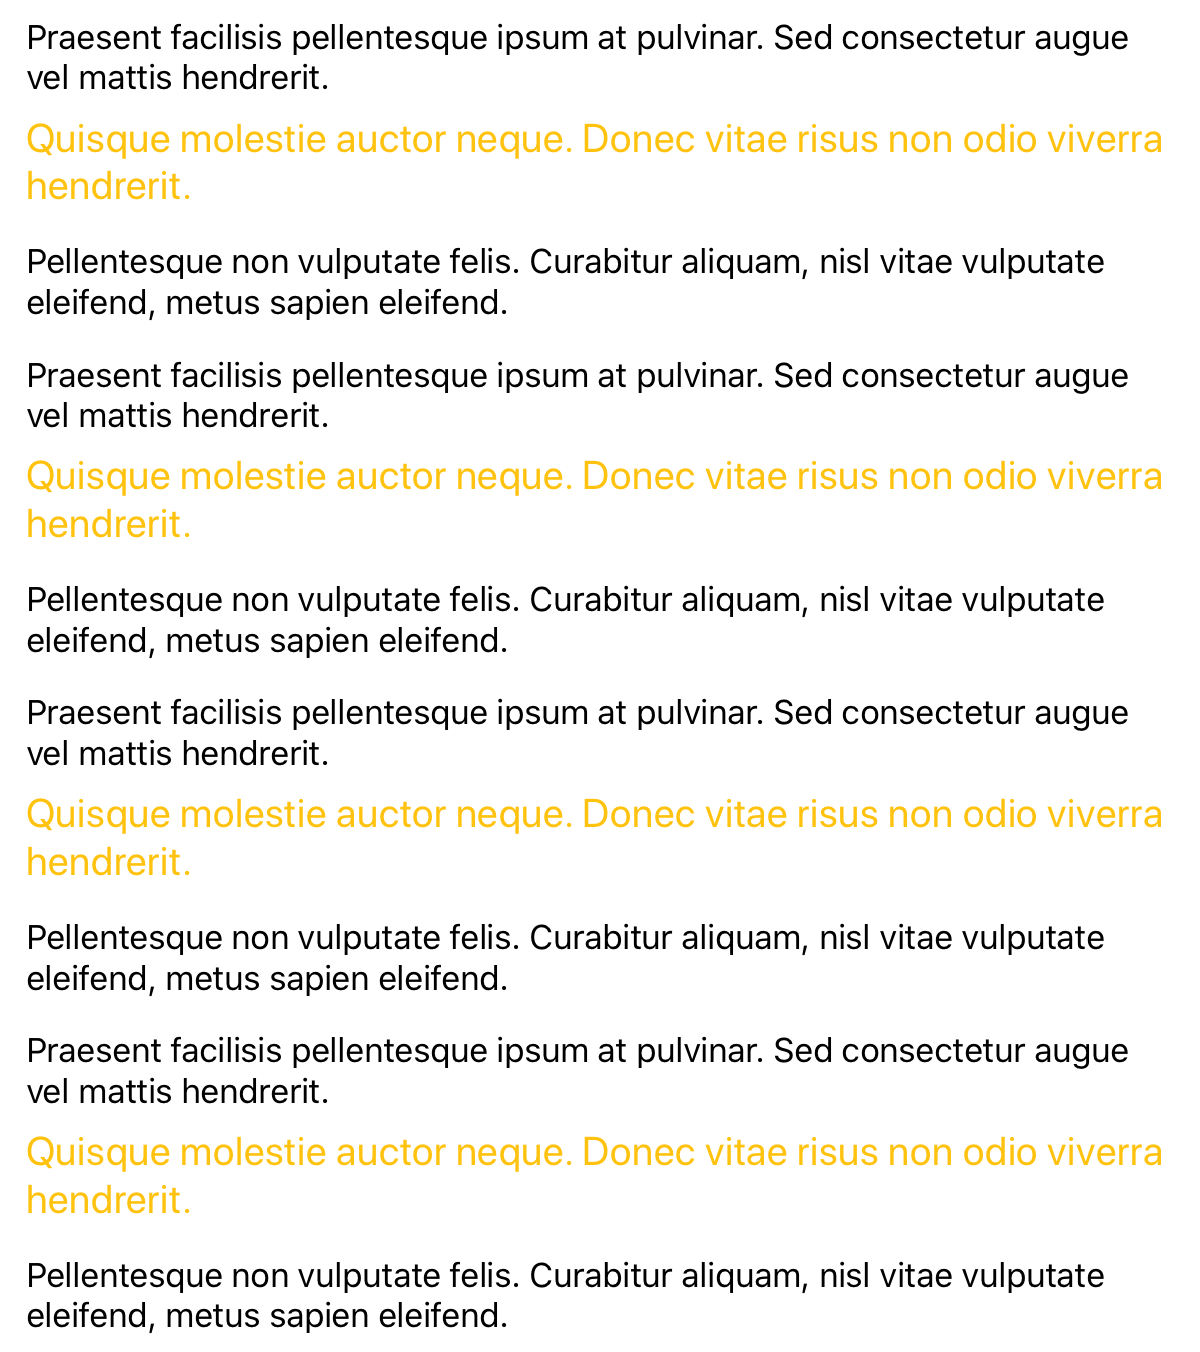 Praesent facilisis pellentesque ipsum at pulvinar. Sed consectetur augue
vel mattis hendrerit.
Quisque molestie auctor neque. Donec vitae risus non odio viverra
hendrerit.
Pellentesque non vulputate felis. Curabitur aliquam, nisl vitae vulputate
eleifend, metus sapien eleifend.
Praesent facilisis pellentesque ipsum at pulvinar. Sed consectetur augue
vel mattis hendrerit.
Quisque molestie auctor neque. Donec vitae risus non odio viverra
hendrerit.
Pellentesque non vulputate felis. Curabitur aliquam, nisl vitae vulputate
eleifend, metus sapien eleifend.
Praesent facilisis pellentesque ipsum at pulvinar. Sed consectetur augue
vel mattis hendrerit.
Quisque molestie auctor neque. Donec vitae risus non odio viverra
hendrerit.
Pellentesque non vulputate felis. Curabitur aliquam, nisl vitae vulputate
eleifend, metus sapien eleifend.
Praesent facilisis pellentesque ipsum at pulvinar. Sed consectetur augue
vel mattis hendrerit.
Quisque molestie auctor neque. Donec vitae risus non odio viverra
hendrerit.
Pellentesque non vulputate felis. Curabitur aliquam, nisl vitae vulputate
eleifend, metus sapien eleifend.